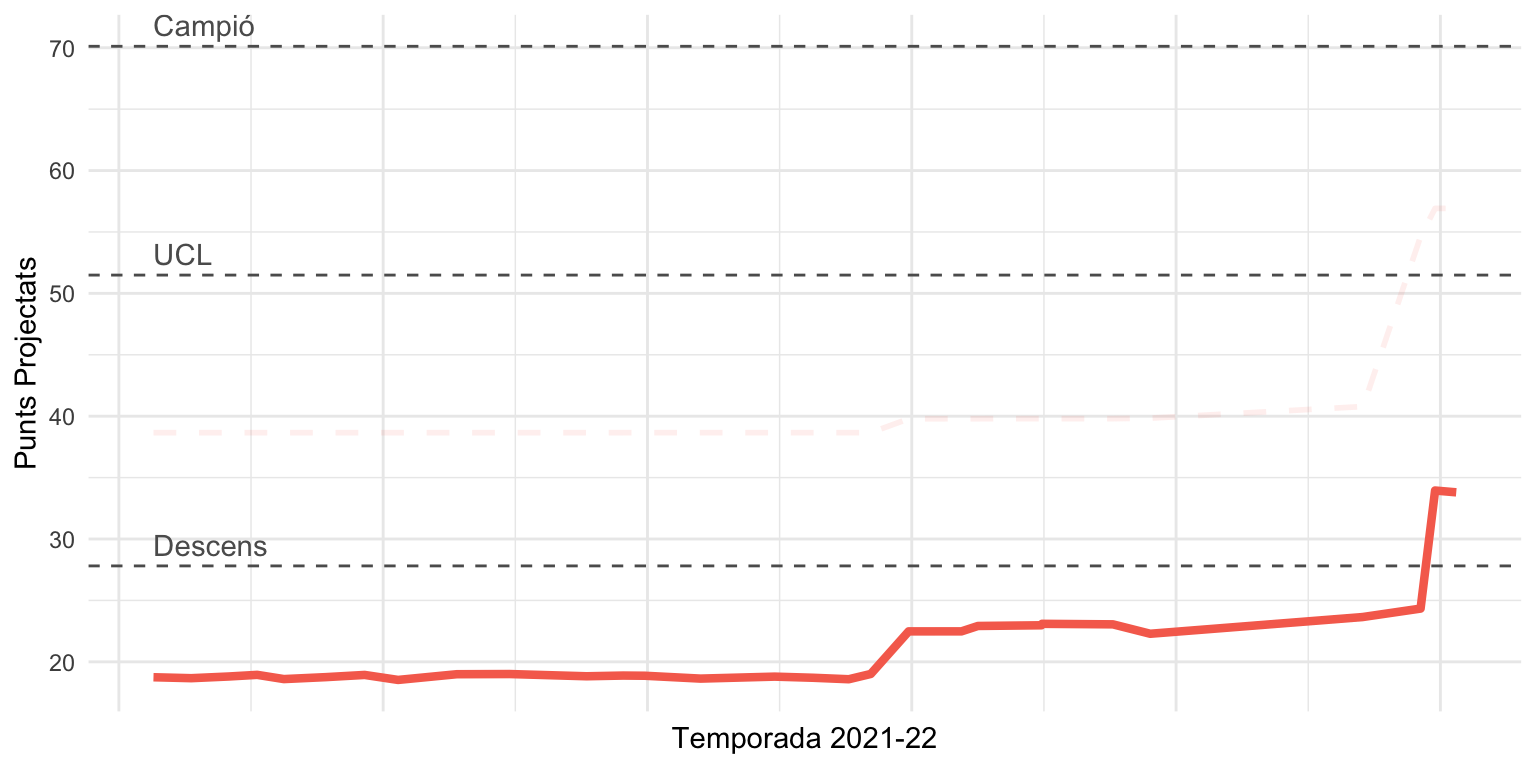 Campió
70
60
UCL
50
Punts Projectats
40
30
Descens
20
Temporada 2021-22